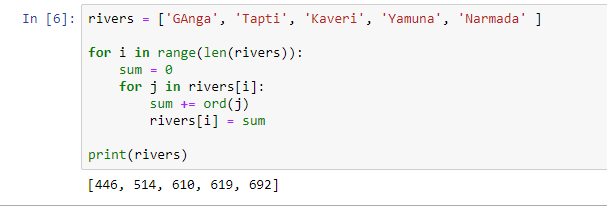 In [6]: rivers = ['GAnga', 'Tapti', 'Kaveri', 'Yamuna', 'Narmada' ]
for i in range(len(rivers)):
    sum = 0
    for j in rivers[i]:
        sum += ord(j)
        rivers[i] = sum
print(rivers)
[446, 514, 610, 619, 692]